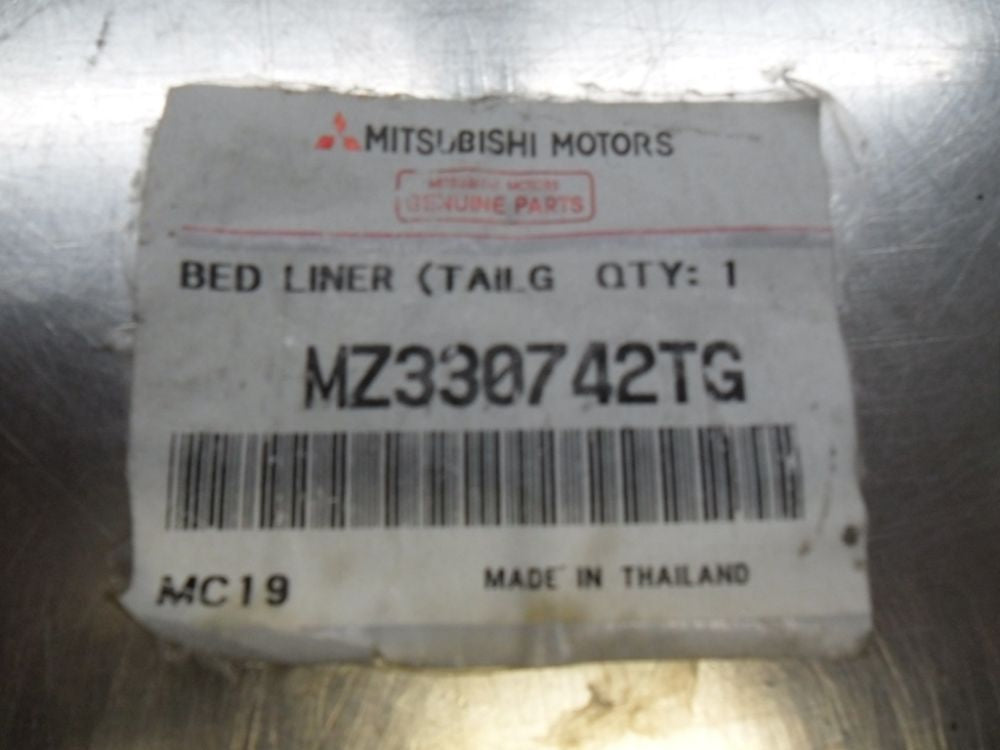 MITSUBISHI MOTORS
MITSUBISHI MOTORS
GENUINE PARTS
BED LINER (TAILG QTY: 1
MZ330742TG
MC19
MADE IN THAILAND